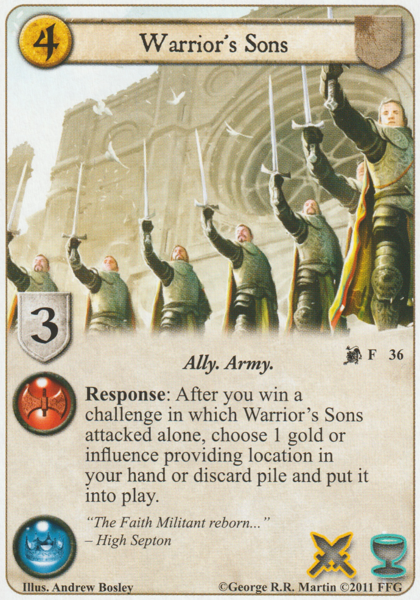 4
Warrior's Sons
3
Ally. Army.
F 36
Response: After you win a
challenge in which Warrior's Sons
attacked alone, choose 1 gold or
influence providing location in
your hand or discard pile and put it
into play.
"The Faith Militant reborn..."
– High Septon
Illus. Andrew Bosley
©George R.R. Martin ©2011 FFG